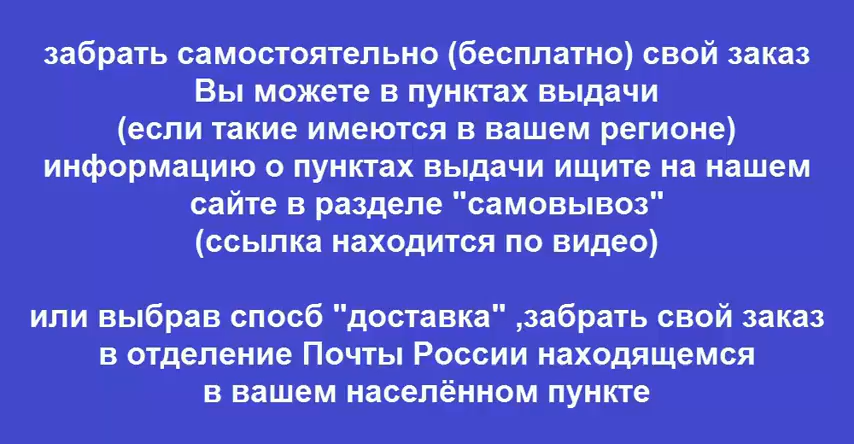 забрать самостоятельно (бесплатно) свой заказ
Вы можете в пунктах выдачи
(если такие имеются в вашем регионе)
информацию о пунктах выдачи ищите на нашем
сайте в разделе "самовывоз"
(ссылка находится по видео)
или выбрав спосб "доставка" ,забрать свой заказ
в отделение Почты России находящемся
в вашем населённом пункте